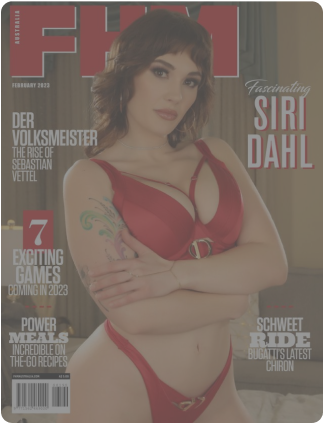 AUSTRALIA
FHM
FEBRUARY 2023
Fascinating
SIRI
DAHL
DER
VOLKSMEISTER
THE RISE OF
SEBASTIAN
VETTEL
7
EXCITING
GAMES
COMING IN 2023
POWER
MEALS
INCREDIBLE ON
THE-GO RECIPES
SCHWEET
RIDE
BUGATTI'S LATEST
CHIRON